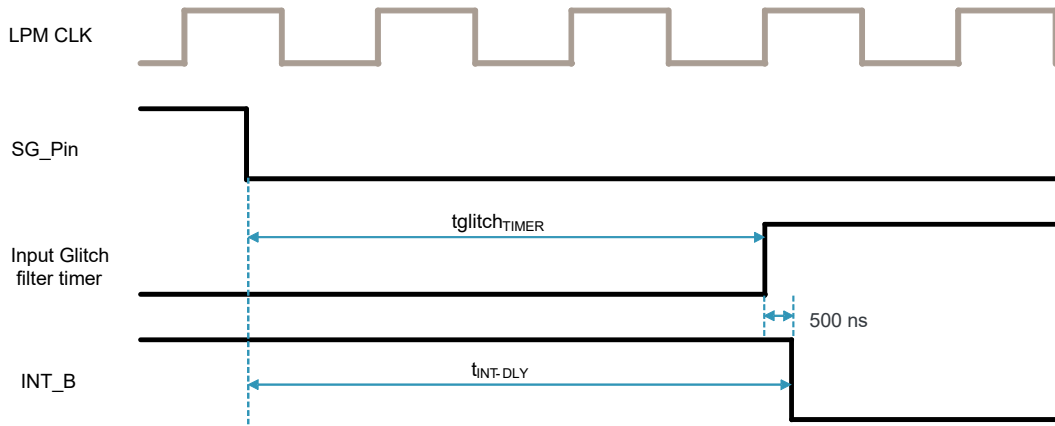 LPM CLK
SG_Pin
tglitchTIMER
Input Glitch
filter timer
500 ns
INT_B
tINT-DLY